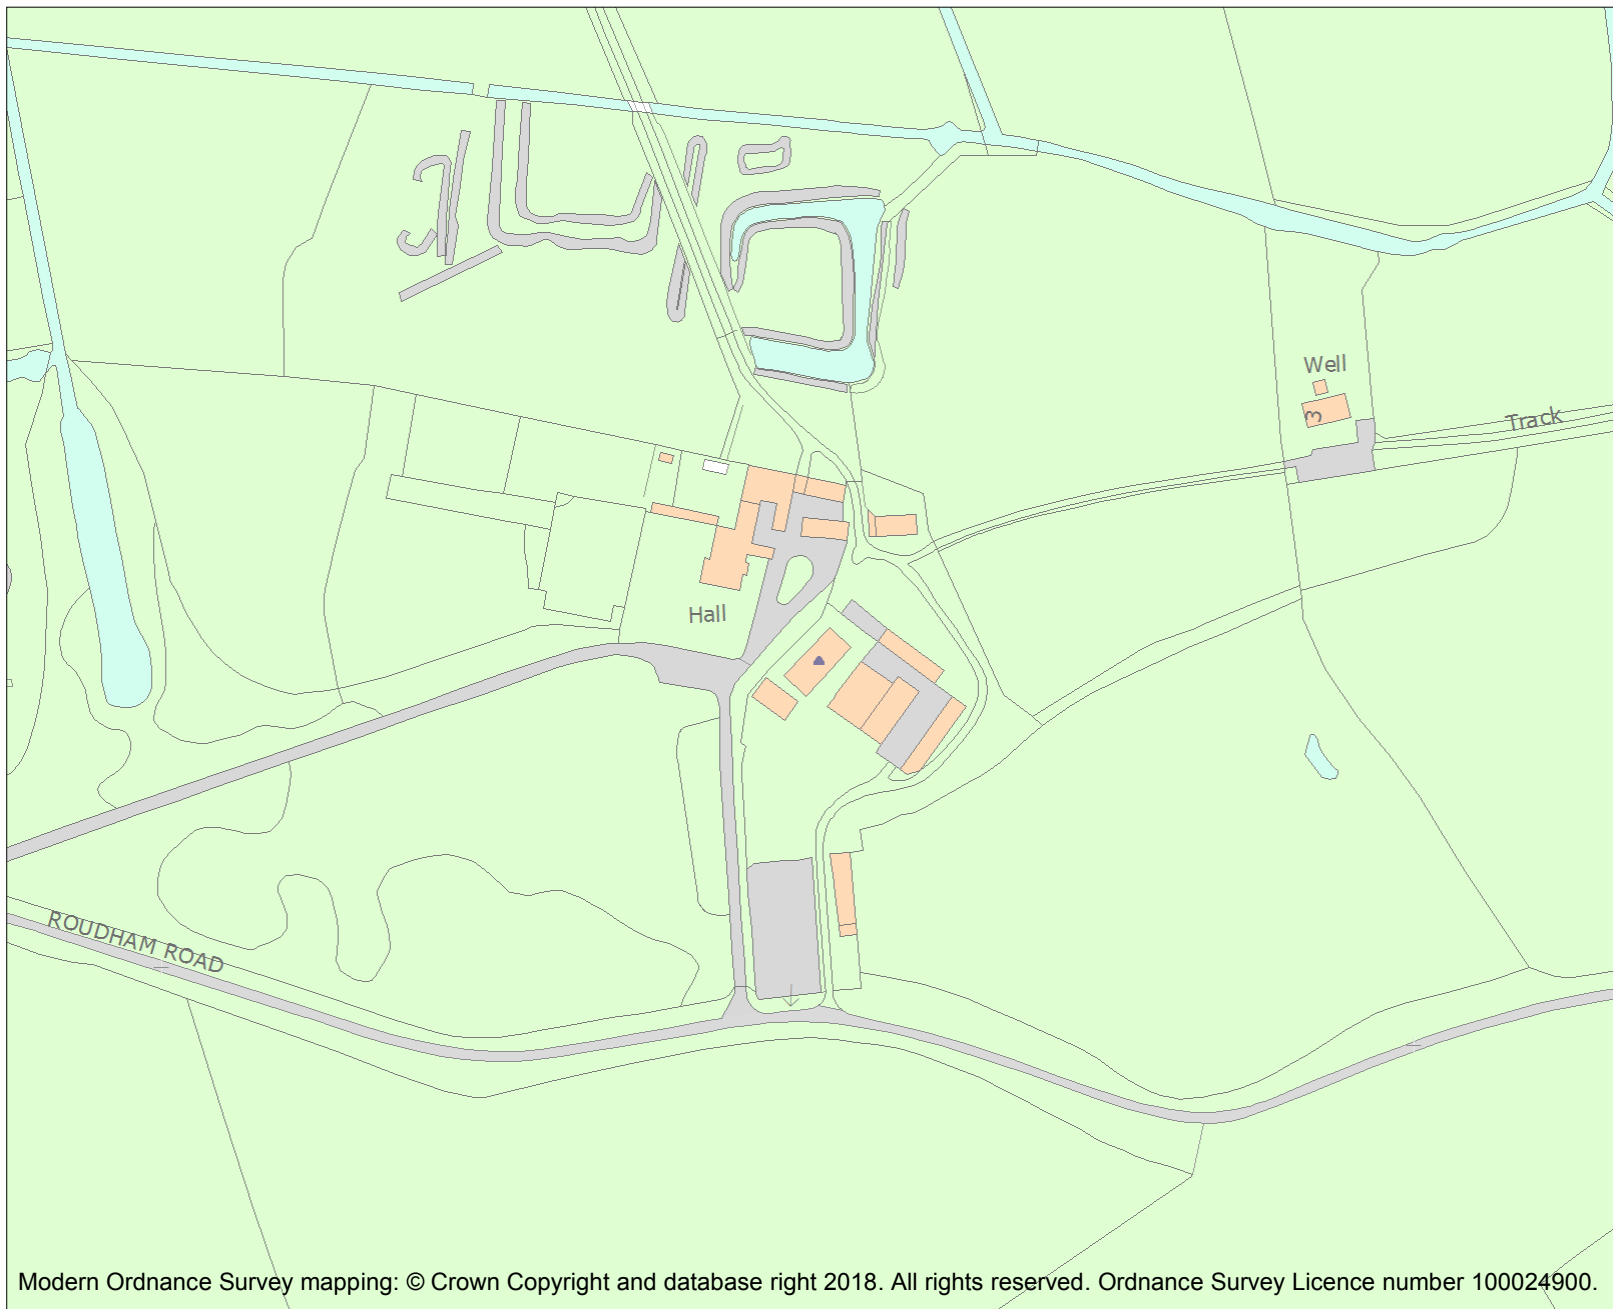 Well
3
Track
Hall
ROUDHAM ROAD
Modern Ordnance Survey mapping: © Crown Copyright and database right 2018. All rights reserved. Ordnance Survey Licence number 100024900.